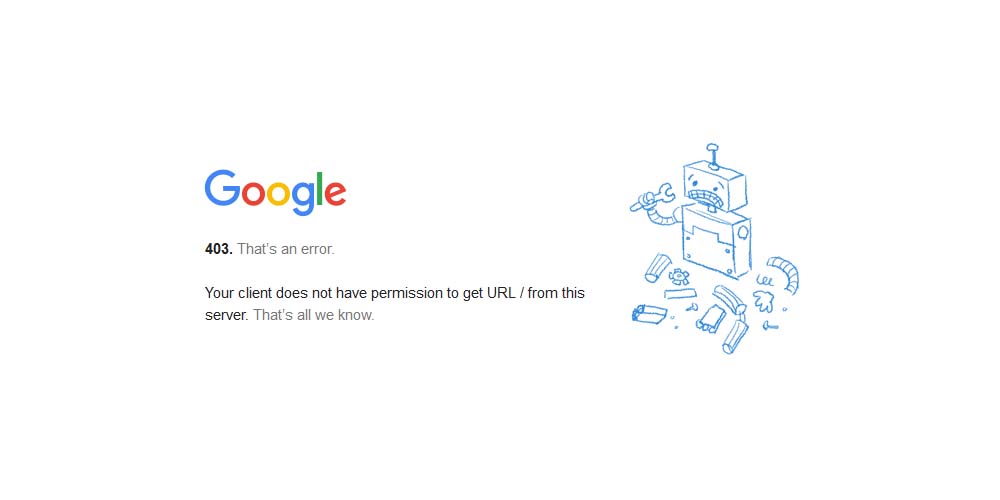 Google
403. That’s an error.
Your client does not have permission to get URL / from this
server. That’s all we know.